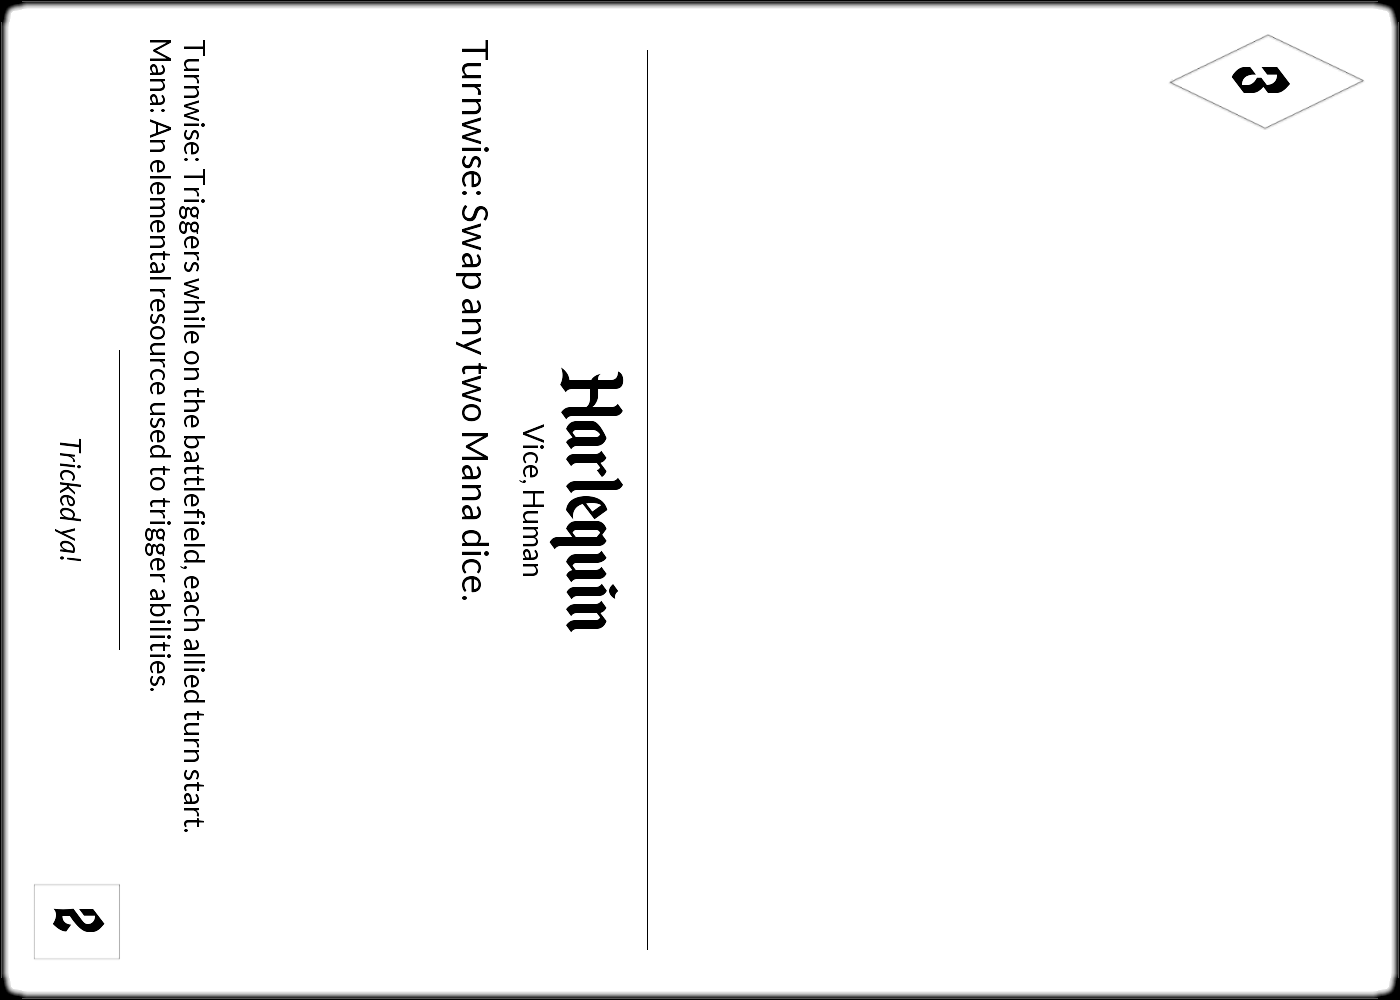 3
Harlequin
Vice, Human
Turnwise: Swap any two Mana dice.
Turnwise: Triggers while on the battlefield, each allied turn start.
Mana: An elemental resource used to trigger abilities.
Tricked ya!
2